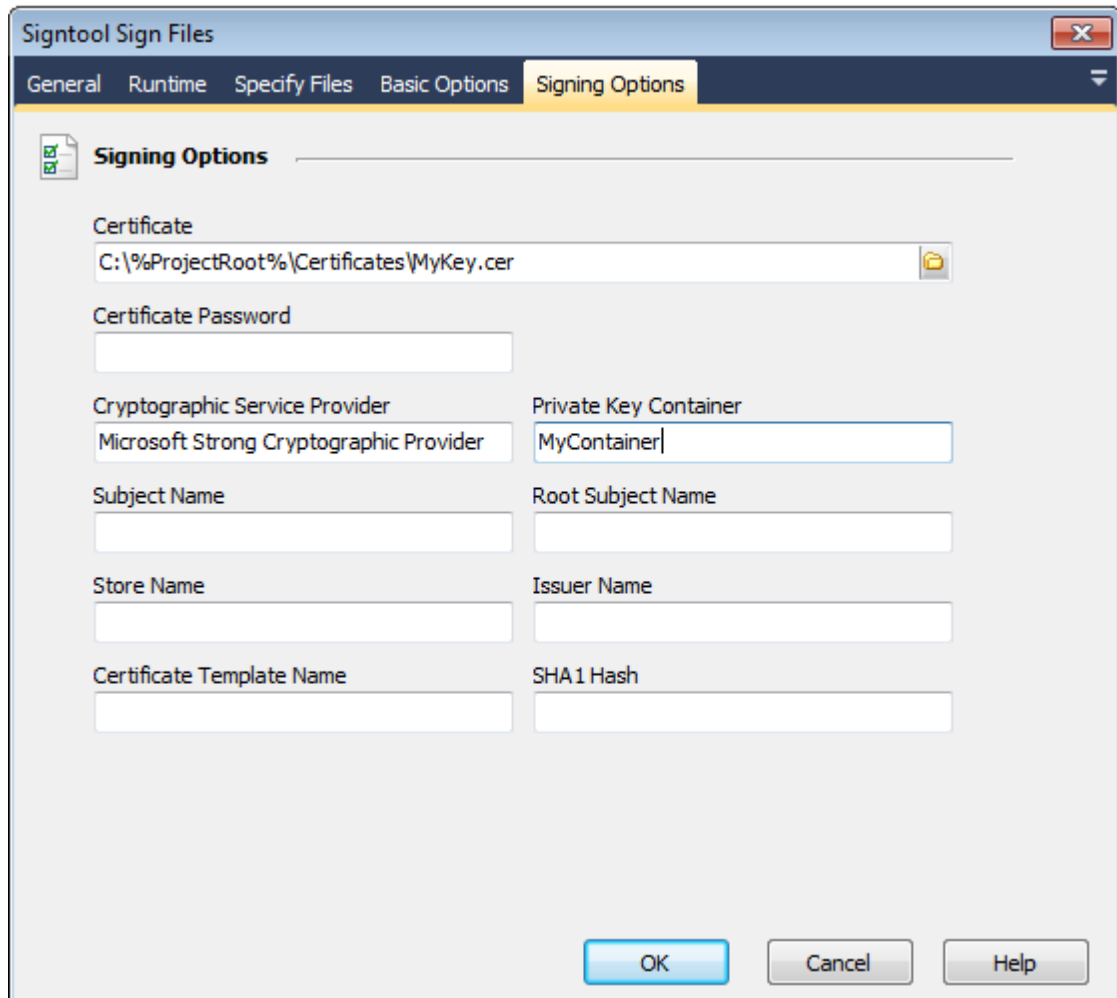 Signtool Sign Files
General Runtime Specify Files Basic Options Signing Options
Signing Options
Certificate
C:\%ProjectRoot%\Certificates\MyKey.cer
Certificate Password
Cryptographic Service Provider Private Key Container
Microsoft Strong Cryptographic Provider MyContainer
Subject Name Root Subject Name
Store Name Issuer Name
Certificate Template Name SHA1 Hash
OK Cancel Help